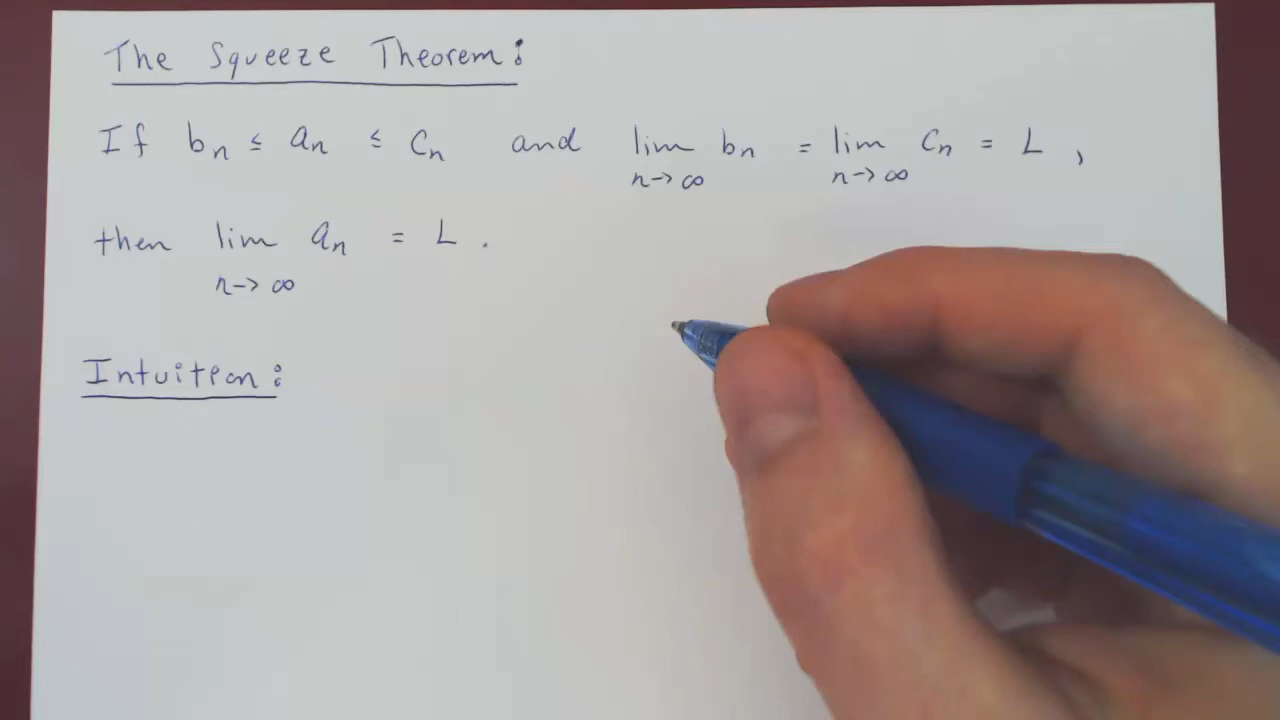 The Squeeze Theorem:
If bn ≤ an ≤ cn and lim bn = lim cn = L ,
n→∞ n→∞
then lim an = L .
n→∞
Intuition: